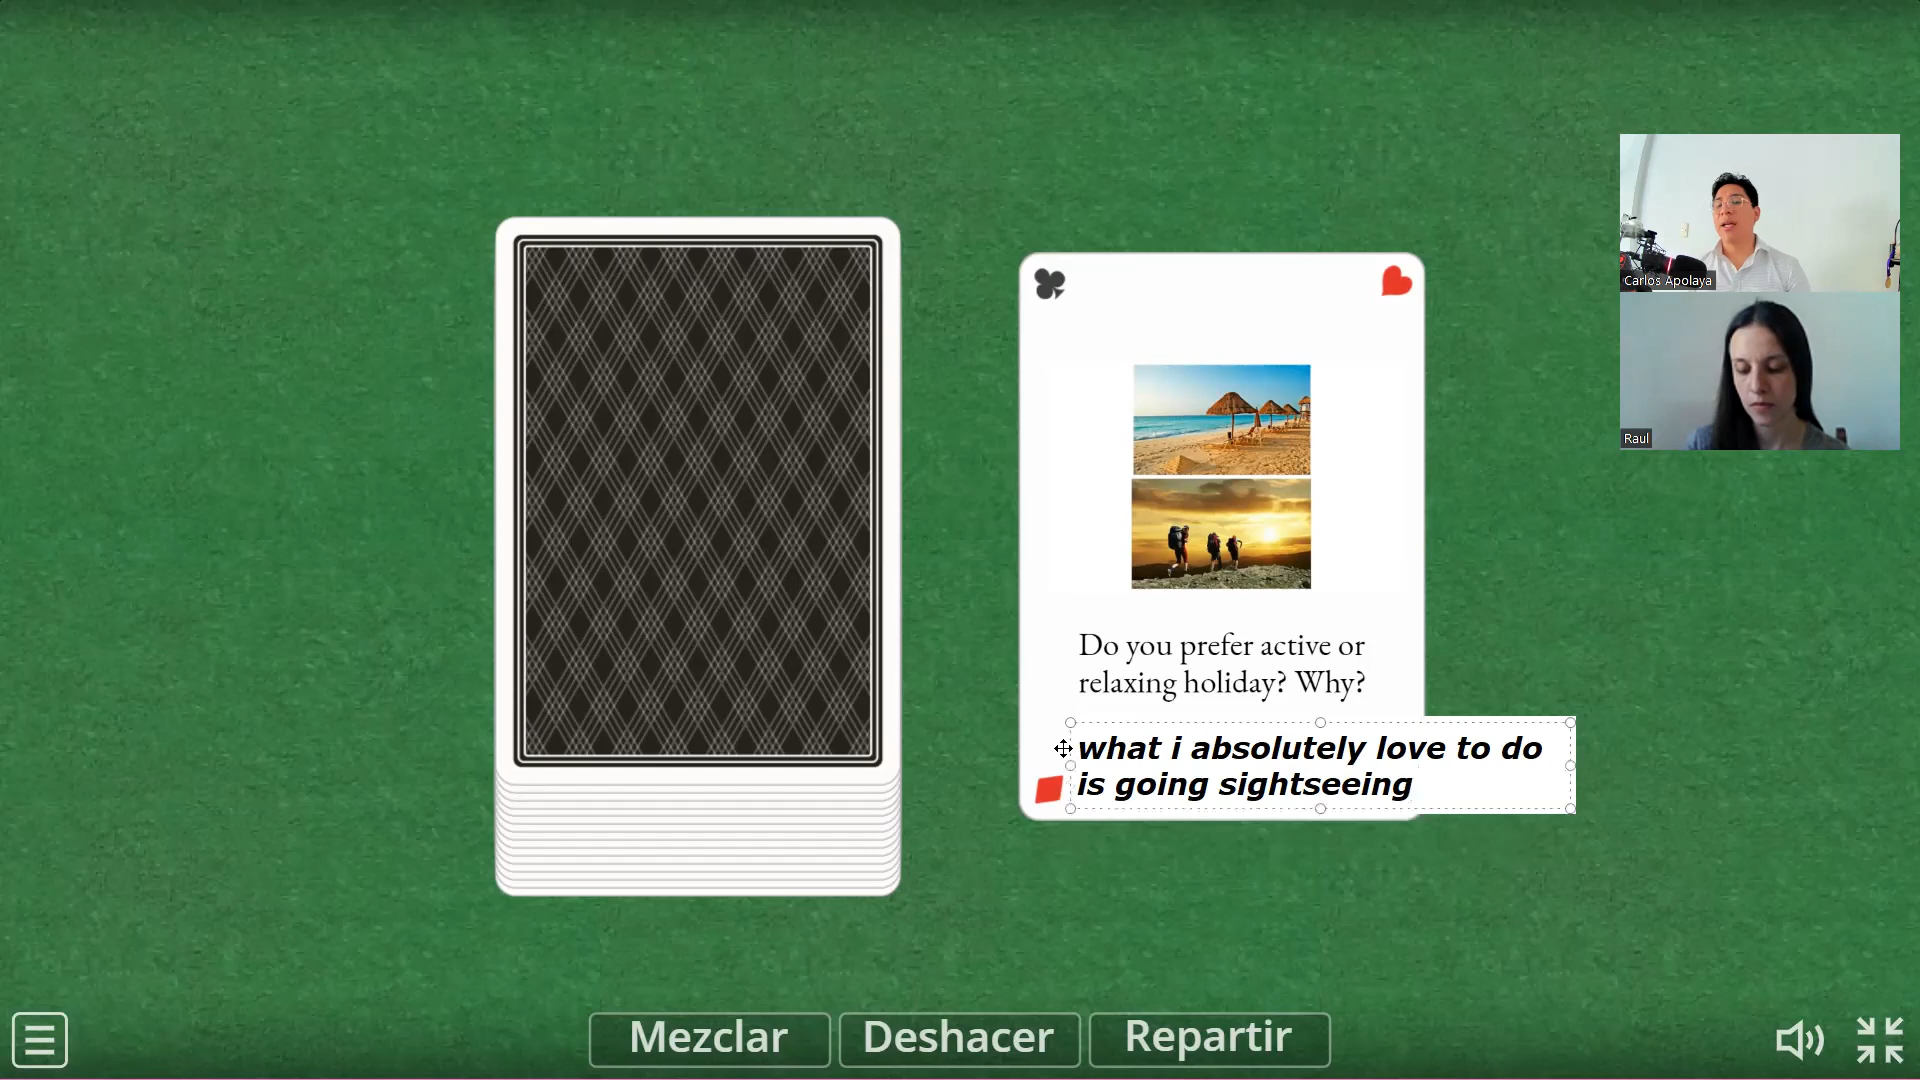 Carlos Apolaya
Raul
Do you prefer active or
relaxing holiday? Why?
what i absolutely love to do
is going sightseeing
Mezclar
Deshacer
Repartir